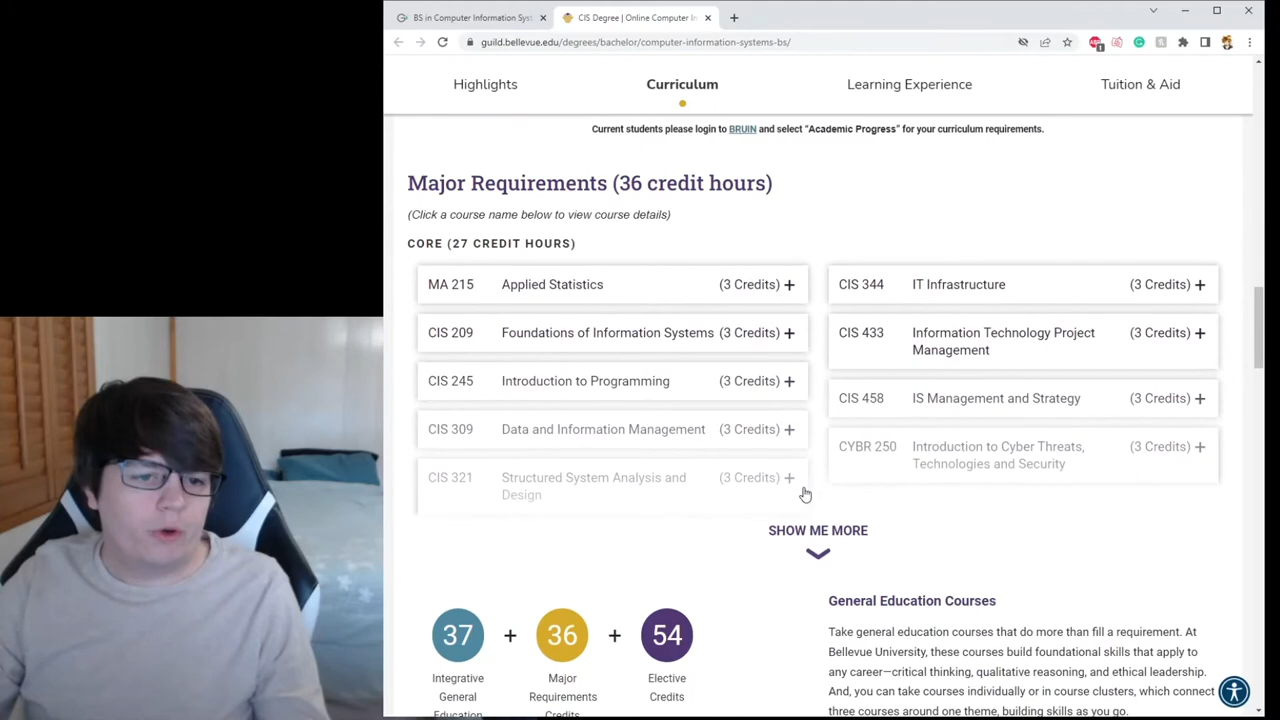 BS in Computer Information Sys
CIS Degree | Online Computer In
guild.bellevue.edu/degrees/bachelor/computer-information-systems-bs/
Highlights
Curriculum
Learning Experience
Tuition & Aid
Current students please login to BRUIN and select "Academic Progress" for your curriculum requirements.
Major Requirements (36 credit hours)
(Click a course name below to view course details)
CORE (27 CREDIT HOURS)
MA 215 Applied Statistics (3 Credits) +
CIS 209 Foundations of Information Systems (3 Credits) +
CIS 245 Introduction to Programming (3 Credits) +
CIS 309 Data and Information Management (3 Credits) +
CIS 321 Structured System Analysis and (3 Credits) +
Design
CIS 344 IT Infrastructure (3 Credits) +
CIS 433 Information Technology Project (3 Credits) +
Management
CIS 458 IS Management and Strategy (3 Credits) +
CYBR 250 Introduction to Cyber Threats, (3 Credits) +
Technologies and Security
SHOW ME MORE
37 + 36 + 54
Integrative
General
Education
Major
Requirements
Credits
Elective
Credits
General Education Courses
Take general education courses that do more than fill a requirement. At
Bellevue University, these courses build foundational skills that apply to
any career—critical thinking, qualitative reasoning, and ethical leadership.
And, you can take courses individually or in course clusters, which connect
three courses around one theme, building skills as you go.